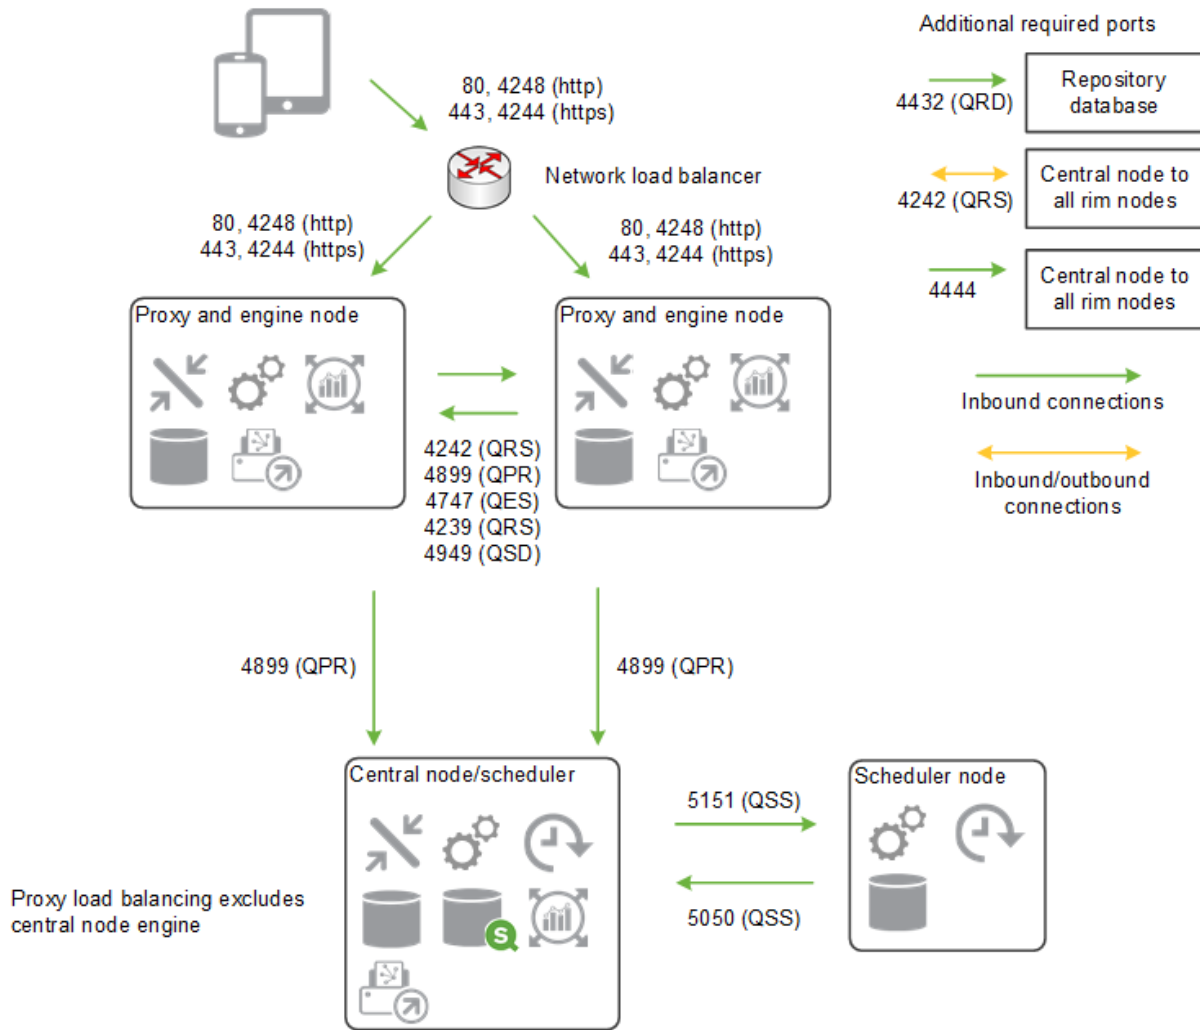 Additional required ports
80, 4248 (http)
443, 4244 (https)
4432 (QRD)
Repository
database
Network load balancer
4242 (QRS)
Central node to
all rim nodes
80, 4248 (http)
443, 4244 (https)
80, 4248 (http)
443, 4244 (https)
4444
Central node to
all rim nodes
Proxy and engine node
Proxy and engine node
Inbound connections
4242 (QRS)
4899 (QPR)
4747 (QES)
4239 (QRS)
4949 (QSD)
Inbound/outbound
connections
4899 (QPR)
4899 (QPR)
Central node/scheduler
5151 (QSS)
Scheduler node
Proxy load balancing excludes
central node engine
S
5050 (QSS)